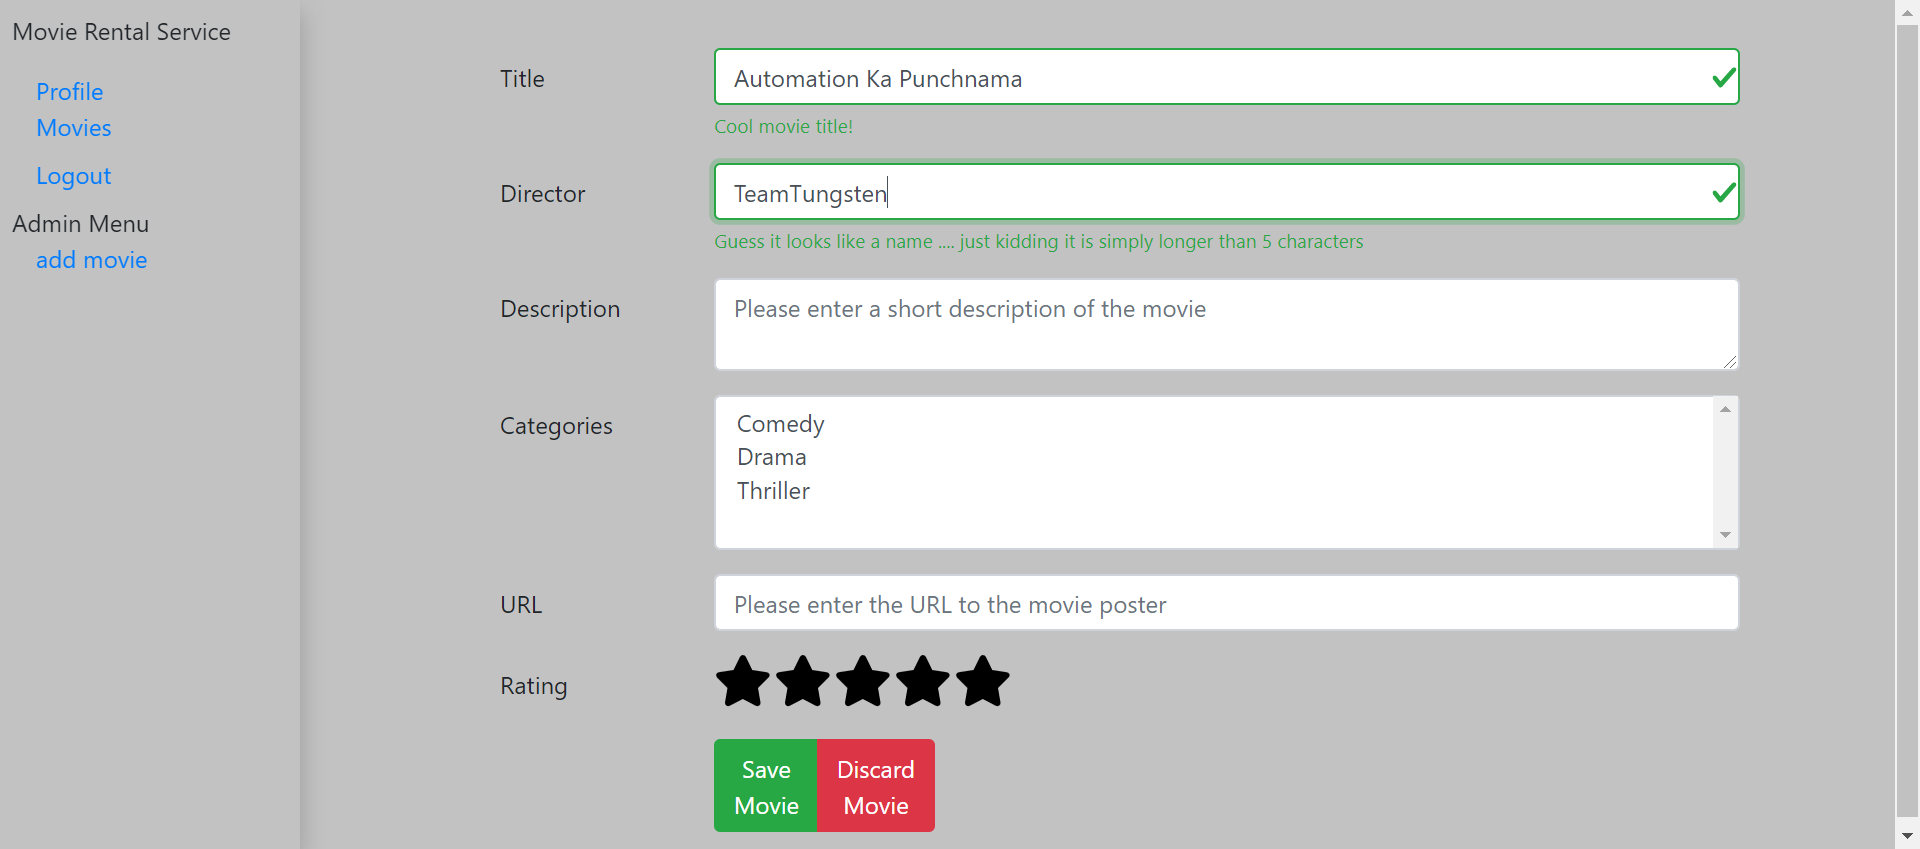 Movie Rental Service
Profile
Movies
Logout
Admin Menu
add movie
Title
Automation Ka Punchnama
Cool movie title!
Director
TeamTungsten
Guess it looks like a name .... just kidding it is simply longer than 5 characters
Description
Please enter a short description of the movie
Categories
Comedy
Drama
Thriller
URL
Please enter the URL to the movie poster
Rating
Save
Movie
Discard
Movie